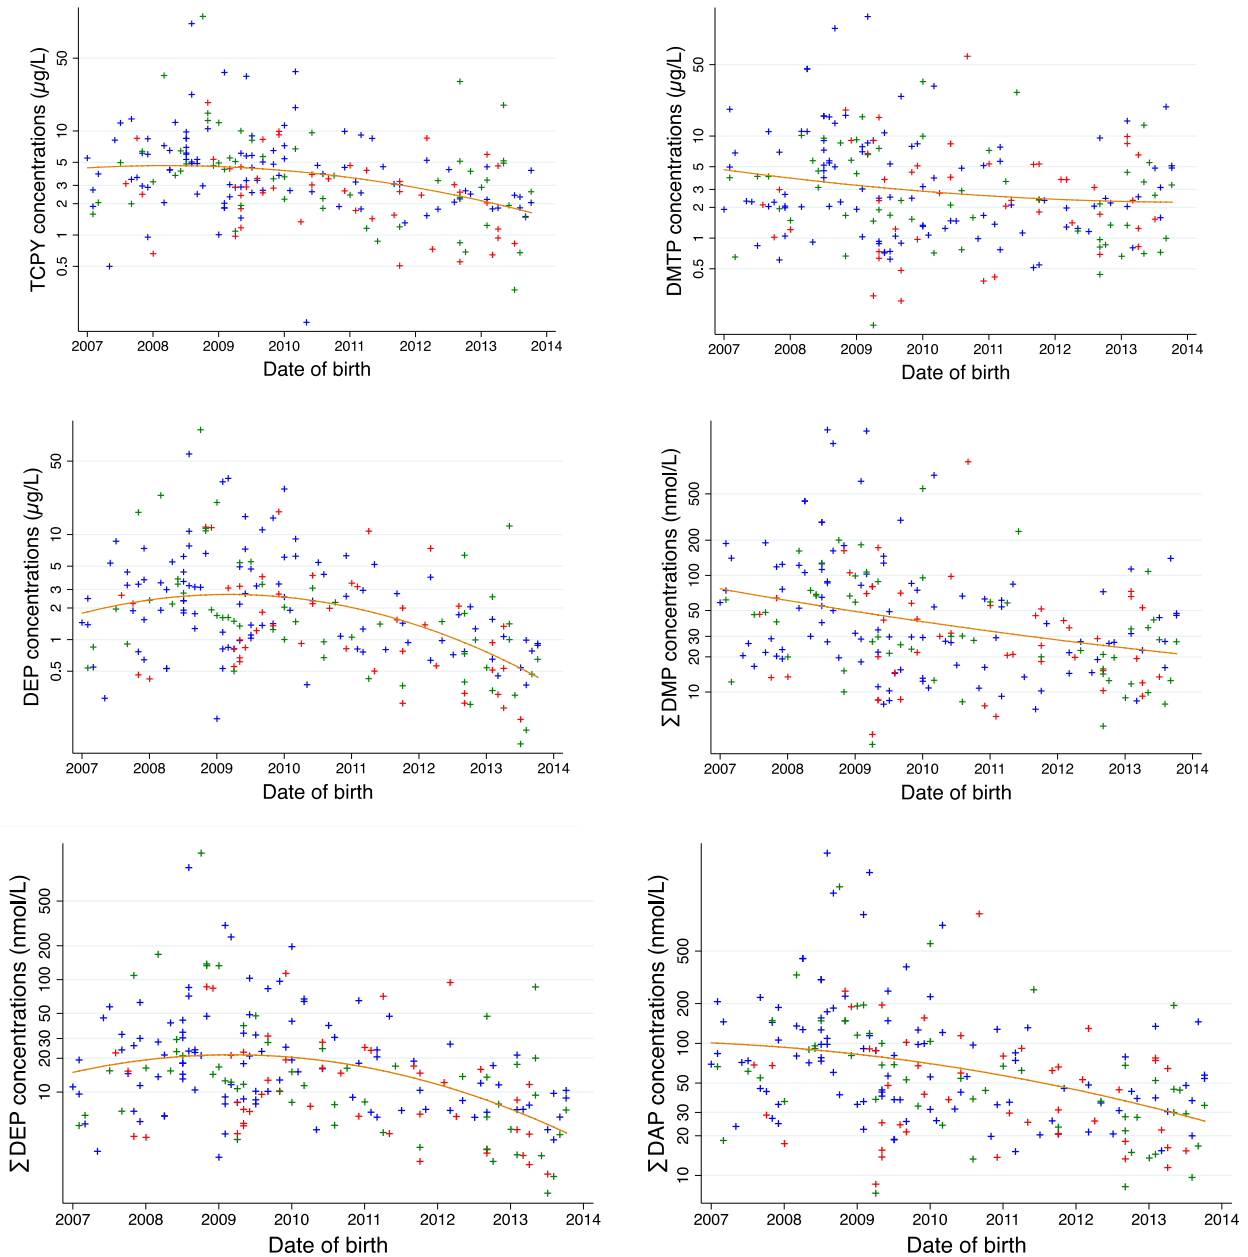 TCPY concentrations (µg/L)
50
10
5
3
2
1
0.5
2007 2008 2009 2010 2011 2012 2013 2014
Date of birth
DMTP concentrations (µg/L)
50
10
5
3
2
1
0.5
2007 2008 2009 2010 2011 2012 2013 2014
Date of birth
DEP concentrations (µg/L)
50
10
5
3
2
1
0.5
2007 2008 2009 2010 2011 2012 2013 2014
Date of birth
∑DMP concentrations (nmol/L)
500
200
100
50
30
20
10
2007 2008 2009 2010 2011 2012 2013 2014
Date of birth
∑DEP concentrations (nmol/L)
500
200
100
50
30
20
10
2007 2008 2009 2010 2011 2012 2013 2014
Date of birth
∑DAP concentrations (nmol/L)
500
200
100
50
30
20
10
2007 2008 2009 2010 2011 2012 2013 2014
Date of birth